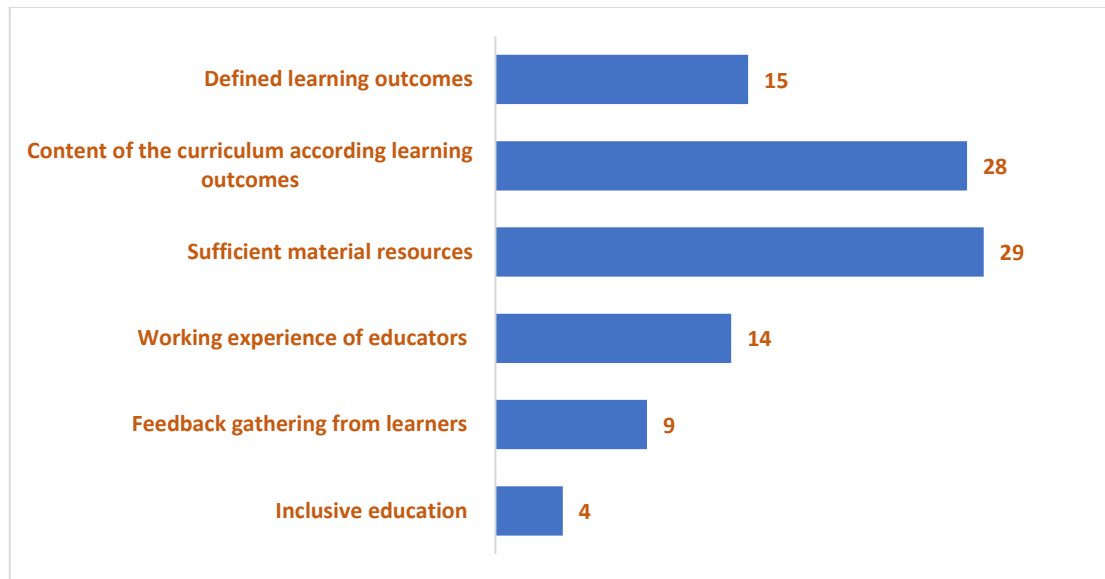 Defined learning outcomes
15
Content of the curriculum according learning
outcomes
28
Sufficient material resources
29
Working experience of educators
14
Feedback gathering from learners
9
Inclusive education
4